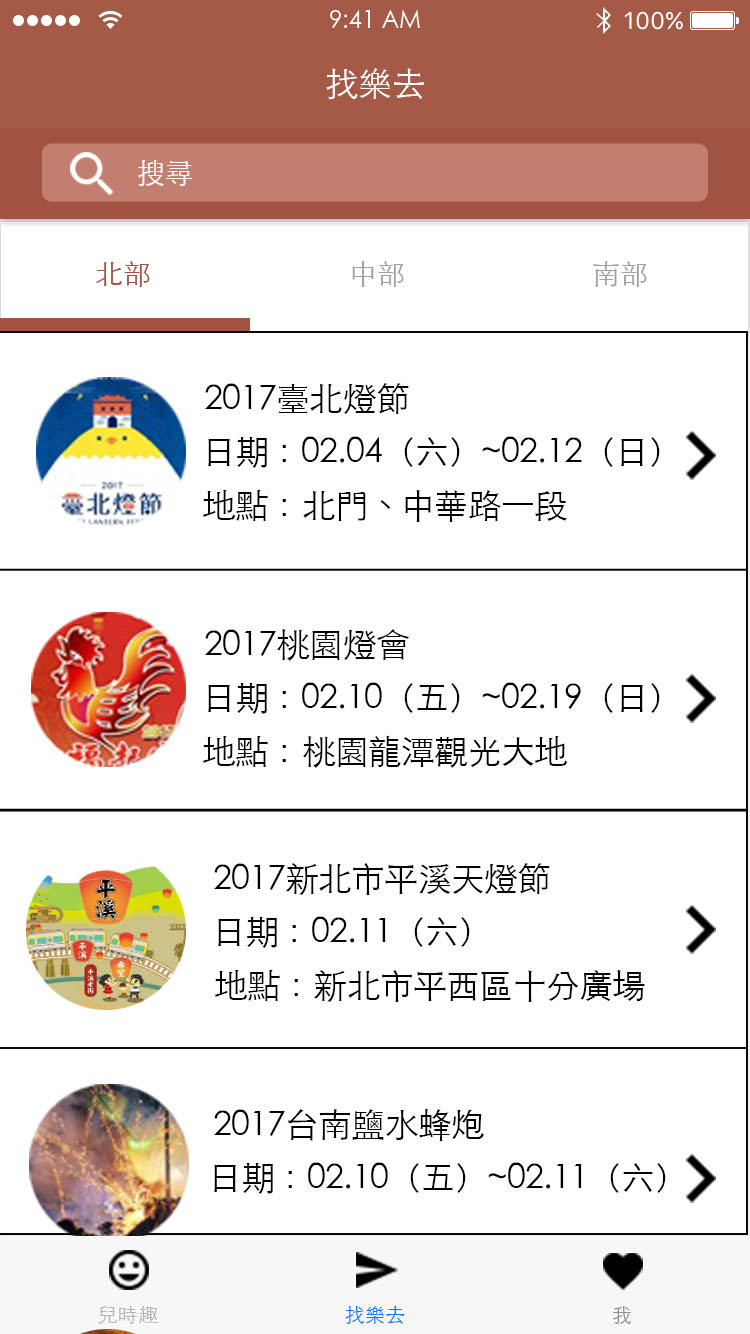 9:41 AM
100%
找樂去
搜尋
北部
中部
南部
2017
臺北燈節
2017臺北燈節
日期：02.04（六）~02.12（日）
地點：北門、中華路一段
2017桃園燈會
日期：02.10（五）~02.19（日）
地點：桃園龍潭觀光大地
平溪
平溪
希望
2017新北市平溪天燈節
日期：02.11（六）
地點：新北市平西區十分廣場
2017台南鹽水蜂炮
日期：02.10（五）~02.11（六）
兒時趣
找樂去
我